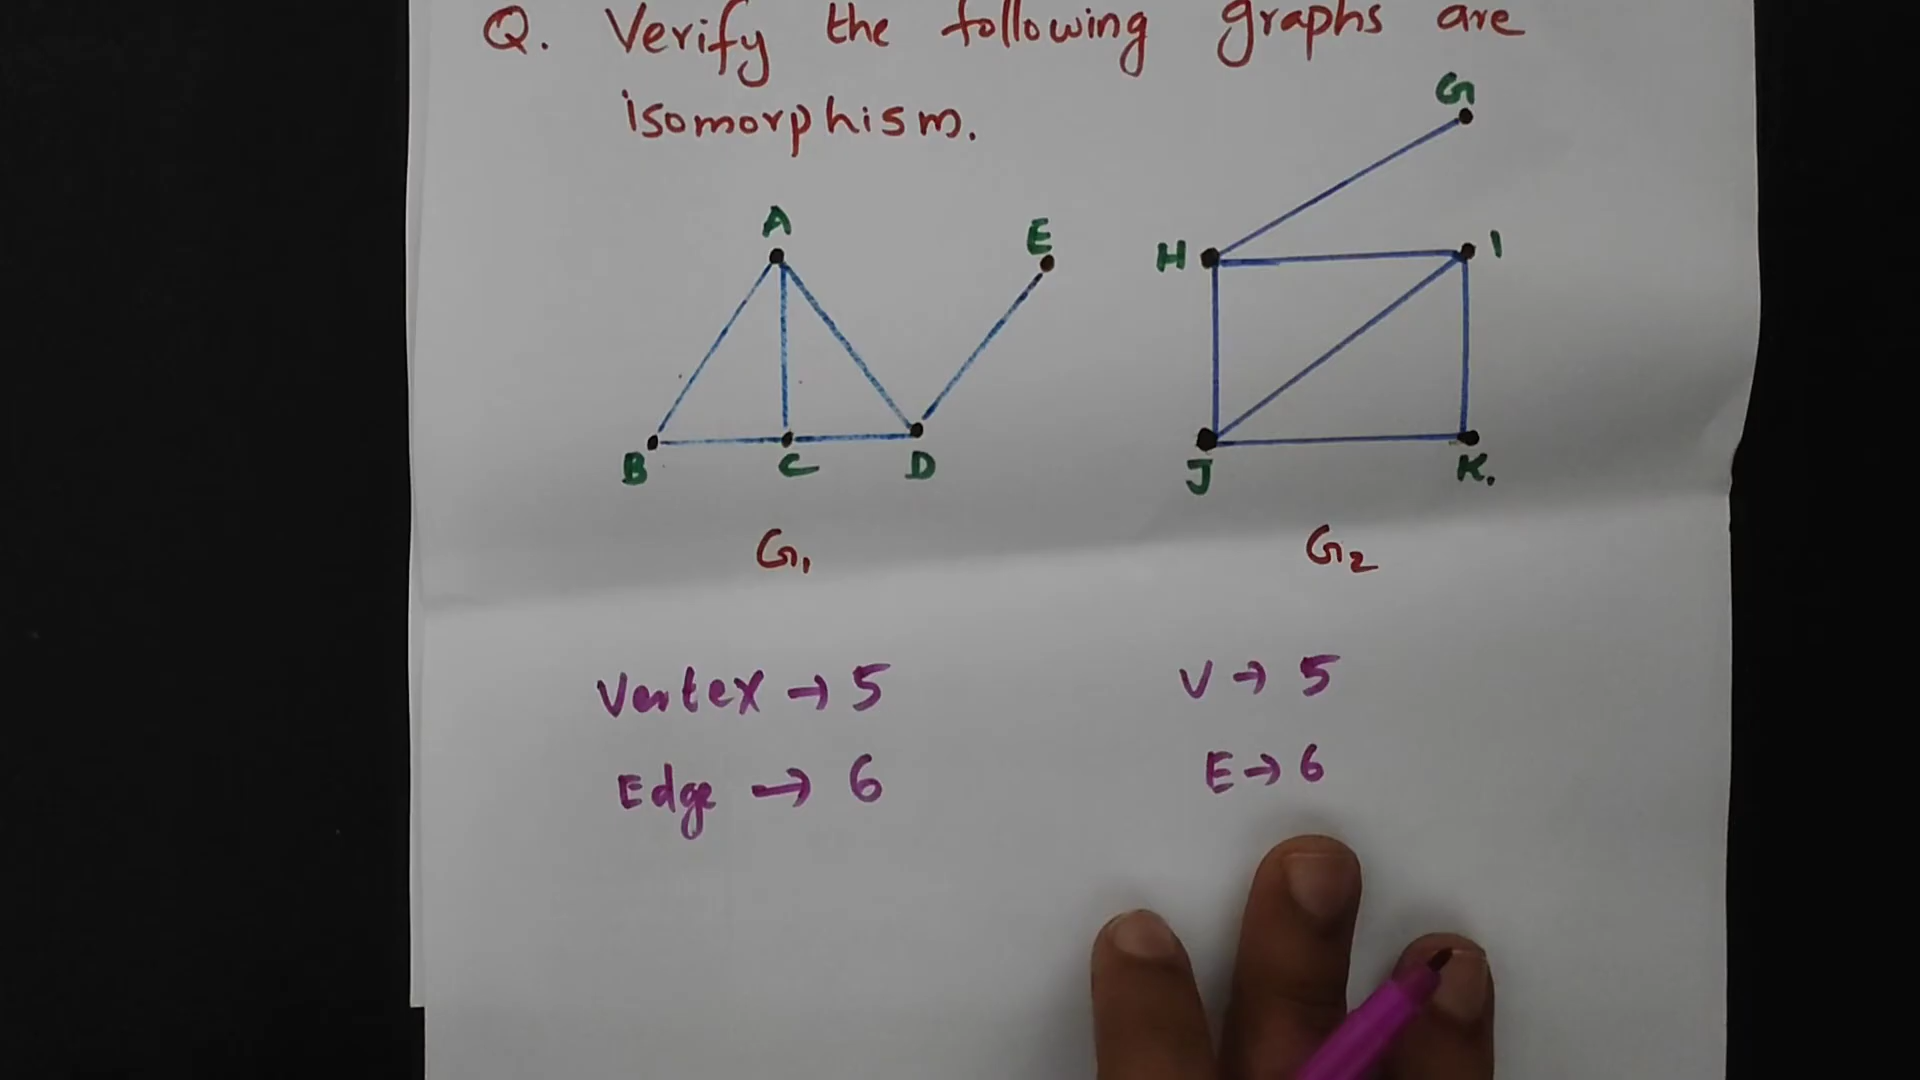 Q. Verify the following graphs are
isomorphism.
G
A
E
H
I
B
C
D
J
K.
G1
G2
Vertex → 5
V → 5
Edge → 6
E → 6